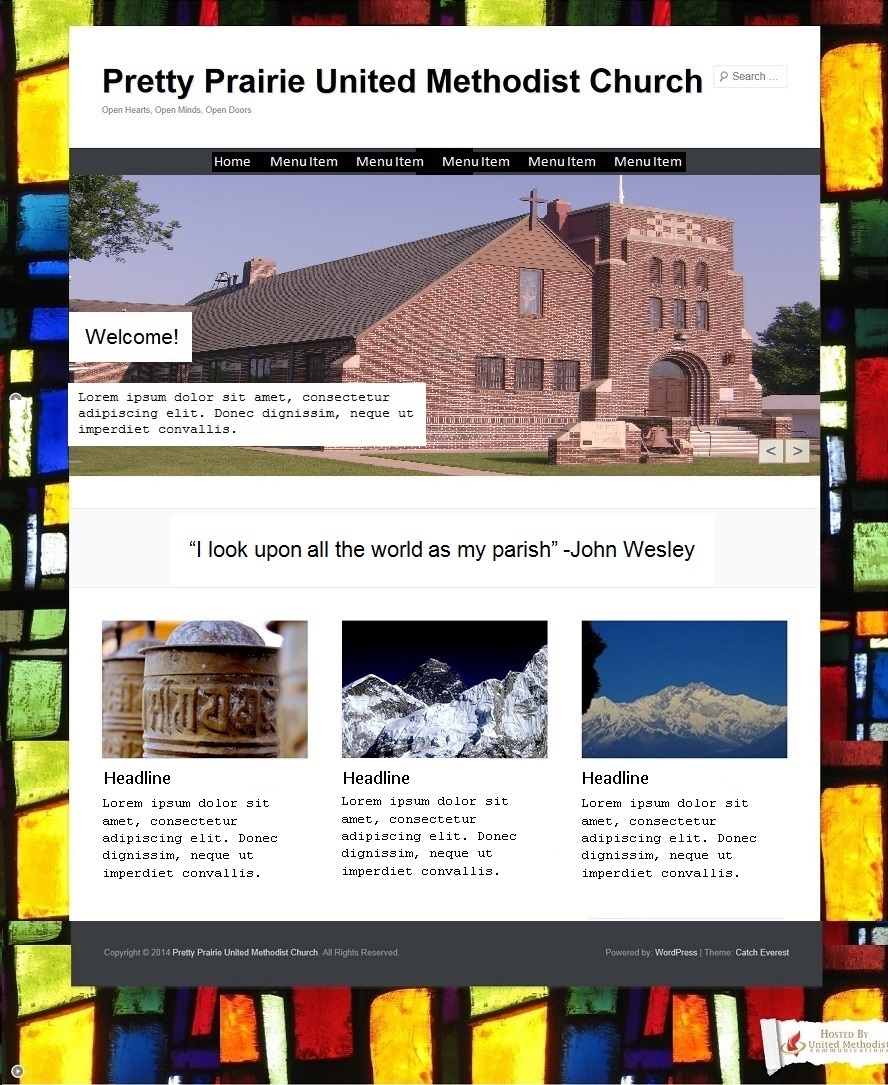 Pretty Prairie United Methodist Church
Search ...
Open Hearts, Open Minds, Open Doors
Home Menu Item Menu Item Menu Item Menu Item Menu Item
Welcome!
Lorem ipsum dolor sit amet, consectetur
adipiscing elit. Donec dignissim, neque ut
imperdiet convallis.
< >
“I look upon all the world as my parish” -John Wesley
Headline
Lorem ipsum dolor sit
amet, consectetur
adipiscing elit. Donec
dignissim, neque ut
imperdiet convallis.
Headline
Lorem ipsum dolor sit
amet, consectetur
adipiscing elit. Donec
dignissim, neque ut
imperdiet convallis.
Headline
Lorem ipsum dolor sit
amet, consectetur
adipiscing elit. Donec
dignissim, neque ut
imperdiet convallis.
Copyright © 2014 Pretty Prairie United Methodist Church. All Rights Reserved.
Powered by: WordPress | Theme: Catch Everest
Hosted By
United Methodist
communications